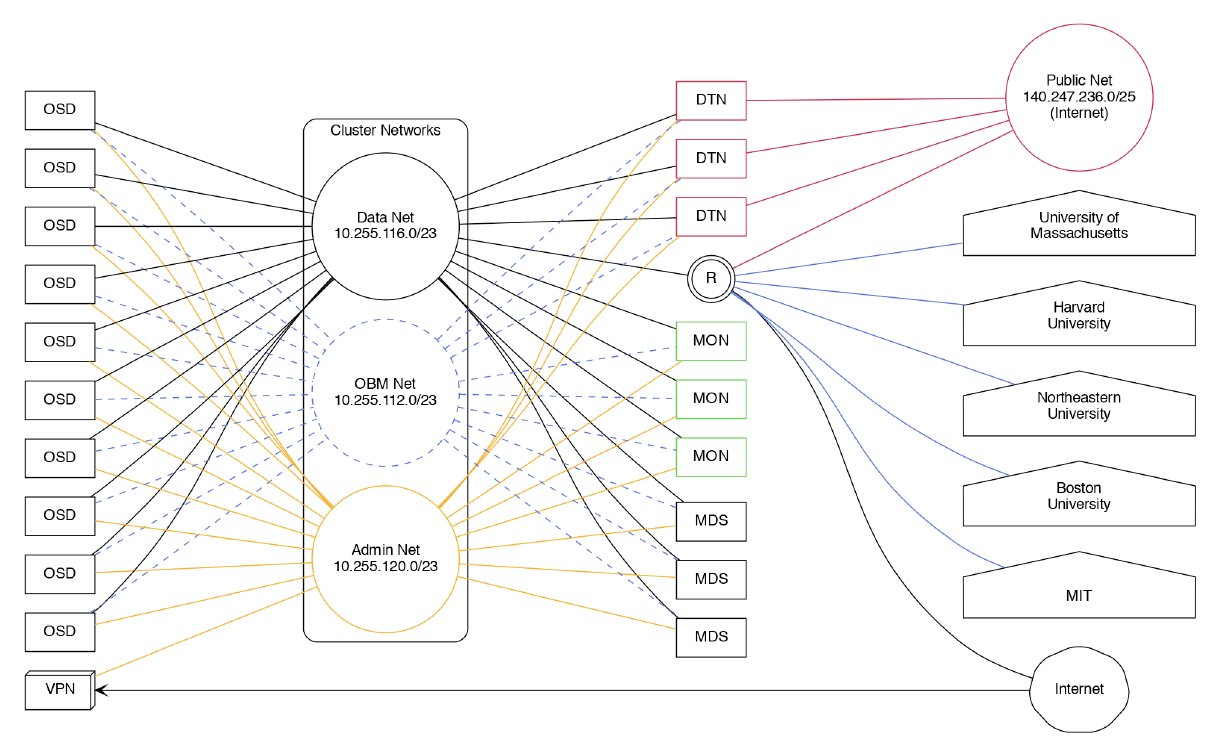 OSD
OSD
OSD
OSD
OSD
OSD
OSD
OSD
OSD
OSD
VPN
Cluster Networks
Data Net
10.255.116.0/23
OBM Net
10.255.112.0/23
Admin Net
10.255.120.0/23
DTN
DTN
DTN
R
MON
MON
MON
MDS
MDS
MDS
Public Net
140.247.236.0/25
(Internet)
University of
Massachusetts
Harvard
University
Northeastern
University
Boston
University
MIT
Internet